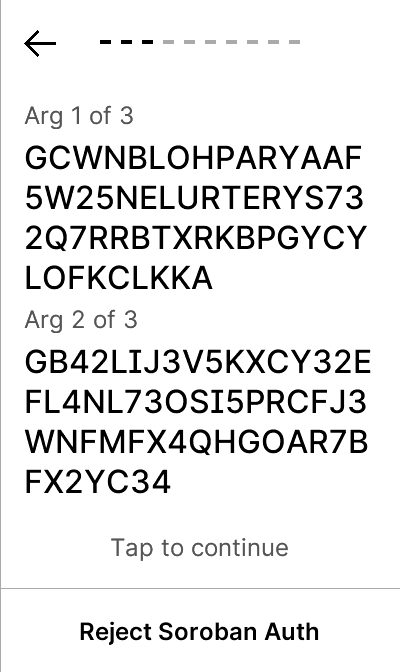 Arg 1 of 3
GCWNBLOHPARYAAF
5W25NELURTERYS73
2Q7RRBTXRKBPGYCY
LOFKCLKKA
Arg 2 of 3
GB42LIJ3V5KXCY32E
FL4NL73OSI5PRCFJ3
WNFMFX4QHGOAR7B
FX2YC34
Tap to continue
Reject Soroban Auth